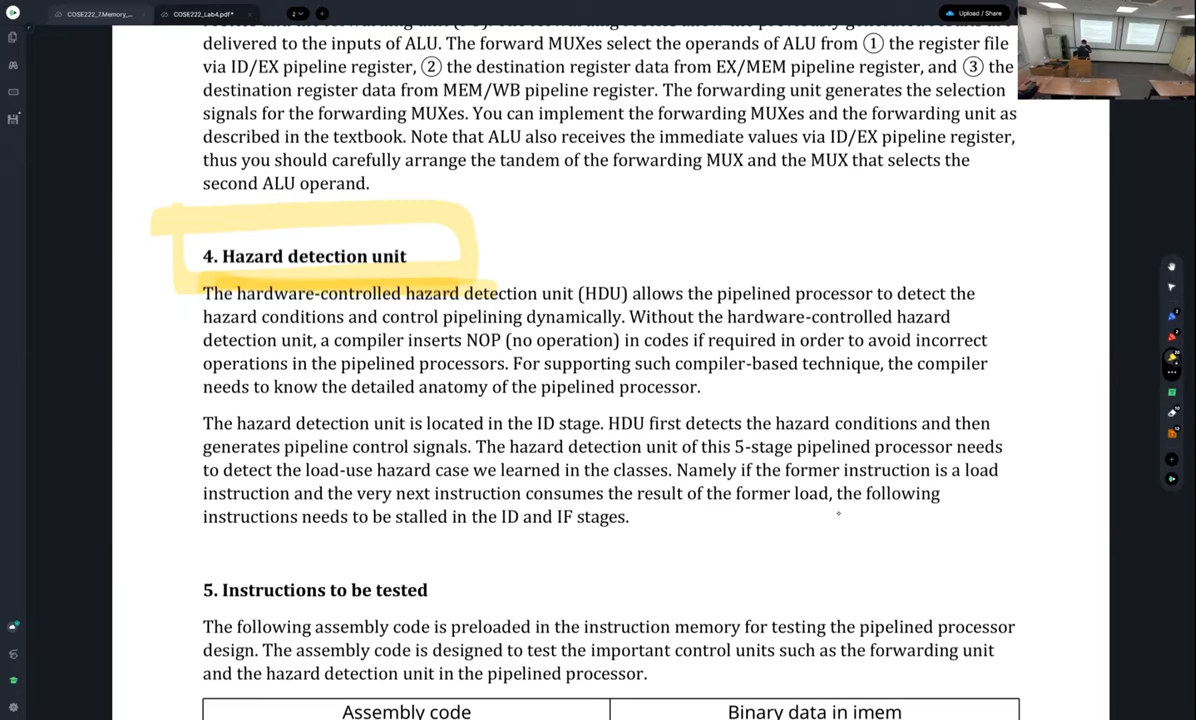 COSE222_7.Memory_...
COSE222_Lab4.pdf*
2
Upload / Share
delivered to the inputs of ALU. The forward MUXes select the operands of ALU from ① the register file
via ID/EX pipeline register, ② the destination register data from EX/MEM pipeline register, and ③ the
destination register data from MEM/WB pipeline register. The forwarding unit generates the selection
signals for the forwarding MUXes. You can implement the forwarding MUXes and the forwarding unit as
described in the textbook. Note that ALU also receives the immediate values via ID/EX pipeline register,
thus you should carefully arrange the tandem of the forwarding MUX and the MUX that selects the
second ALU operand.
4. Hazard detection unit
The hardware-controlled hazard detection unit (HDU) allows the pipelined processor to detect the
hazard conditions and control pipelining dynamically. Without the hardware-controlled hazard
detection unit, a compiler inserts NOP (no operation) in codes if required in order to avoid incorrect
operations in the pipelined processors. For supporting such compiler-based technique, the compiler
needs to know the detailed anatomy of the pipelined processor.
The hazard detection unit is located in the ID stage. HDU first detects the hazard conditions and then
generates pipeline control signals. The hazard detection unit of this 5-stage pipelined processor needs
to detect the load-use hazard case we learned in the classes. Namely if the former instruction is a load
instruction and the very next instruction consumes the result of the former load, the following
instructions needs to be stalled in the ID and IF stages.
5. Instructions to be tested
The following assembly code is preloaded in the instruction memory for testing the pipelined processor
design. The assembly code is designed to test the important control units such as the forwarding unit
and the hazard detection unit in the pipelined processor.
Assembly code
Binary data in imem